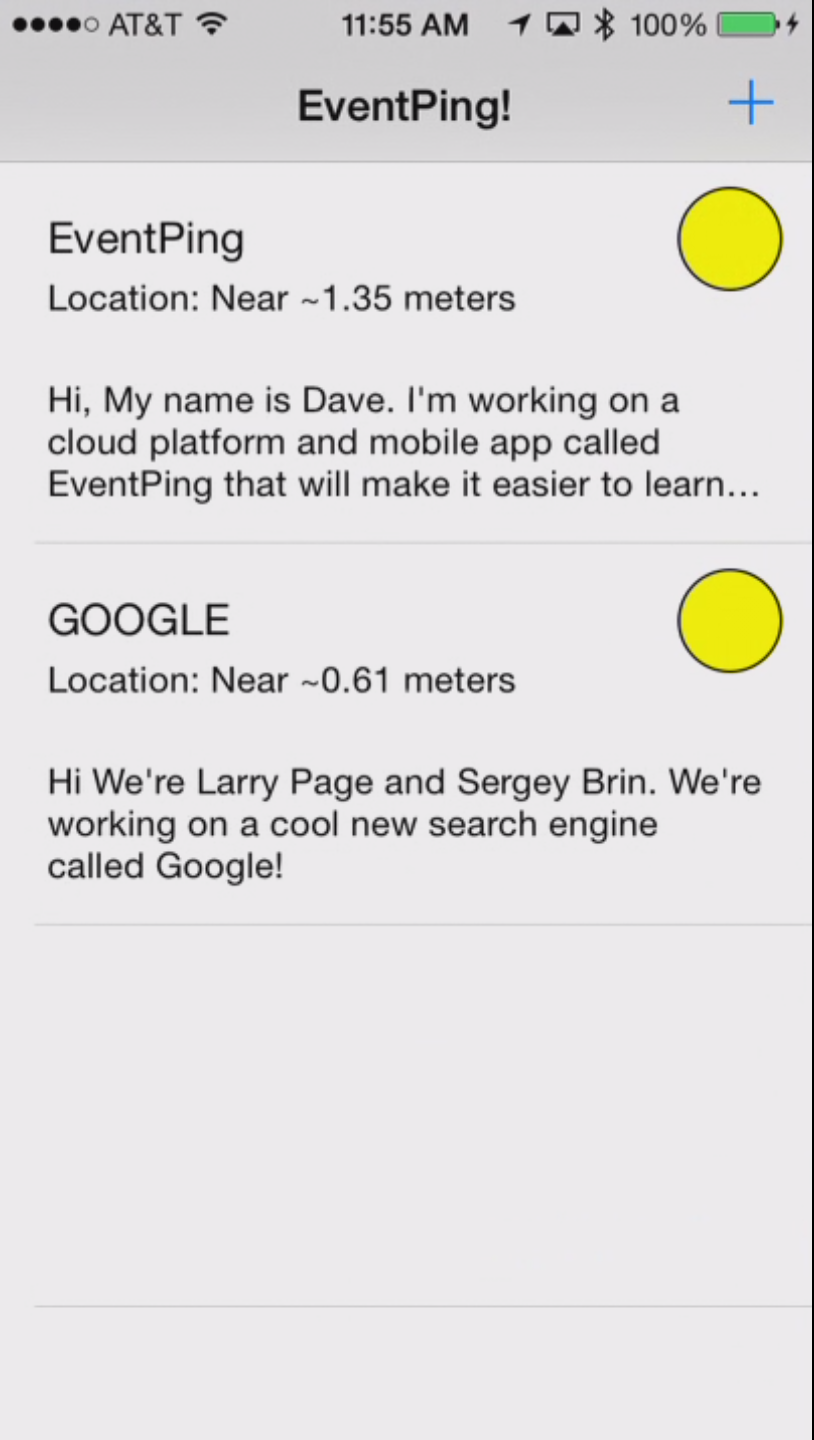 AT&T 11:55 AM 100%
EventPing!
EventPing
Location: Near ~1.35 meters
Hi, My name is Dave. I'm working on a
cloud platform and mobile app called
EventPing that will make it easier to learn...
GOOGLE
Location: Near ~0.61 meters
Hi We're Larry Page and Sergey Brin. We're
working on a cool new search engine
called Google!